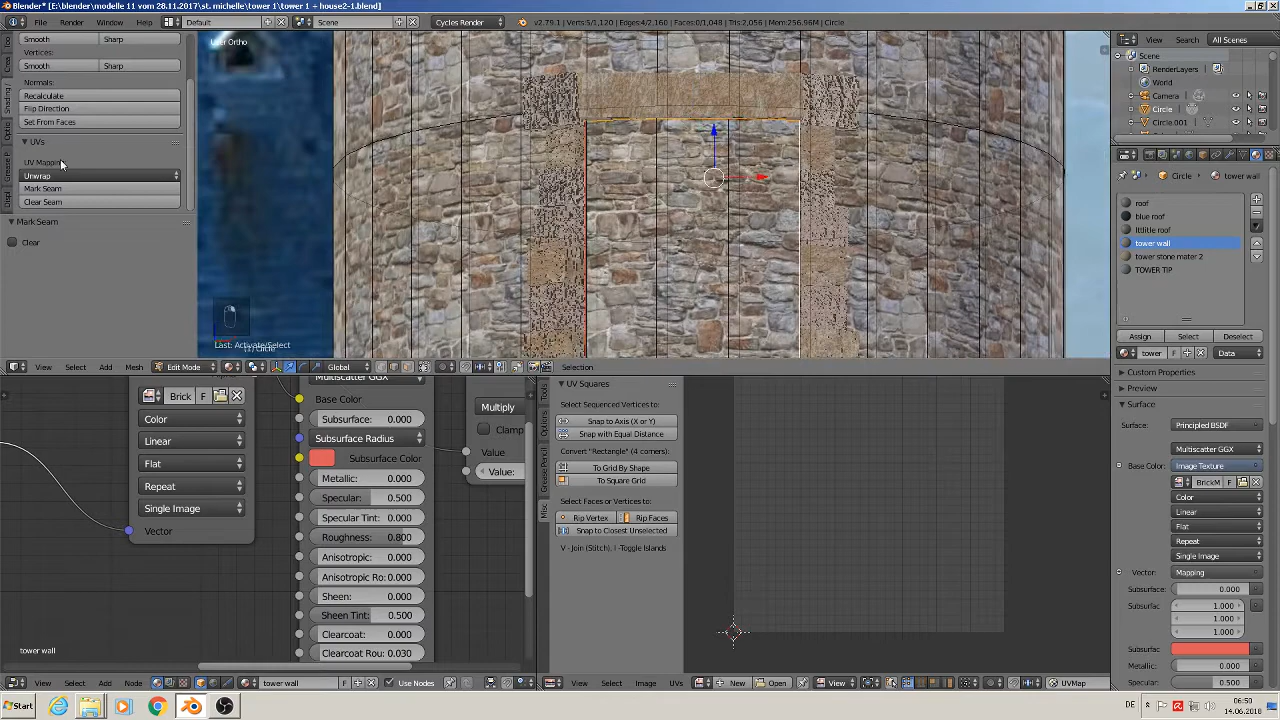 Blender* [E:\blender\modelle 11 vom 28.11.2017\st. michelle\tower 1\tower 1 + house2-1.blend]
File Render Window Help Default Scene Cycles Render v2.79.1 | Verts:5/1,120 | Edges:4/2,160 | Faces:0/1,048 | Tris:2,056 | Mem:256.96M | Circle
Smooth Sharp
Vertices:
Smooth Sharp
Normals:
Recalculate
Flip Direction
Set From Faces
UVs
UV Mapping
Unwrap
Mark Seam
Clear Seam
Mark Seam
Clear
User Ortho
Last: Activate/Select
View Select Add Mesh Edit Mode Global Selection
View Search All Scenes
Scene
RenderLayers
Camera
Circle
Circle.001
Circle tower wall
roof
blue roof
lttlele roof
tower wall
tower stone mater 2
TOWER TIP
Assign Select Deselect
tower F Data
Custom Properties
Preview
Surface
Surface: Principled BSDF
Multiscatter GGX
Base Color: Image Texture
BrickM F
Color
Linear
Flat
Repeat
Single Image
Vector: Mapping
Subsurface: 0.000
Subsurfac 1.000
1.000
1.000
Subsurfac
Metallic: 0.000
Specular: 0.500
Brick F
Color
Linear
Flat
Repeat
Single Image
Vector
Multiscatter GGX
Base Color
Subsurface: 0.000
Subsurface Radius
Subsurface Color
Metallic: 0.000
Specular: 0.500
Specular Tint: 0.000
Roughness: 0.800
Anisotropic: 0.000
Anisotropic Ro: 0.000
Sheen: 0.000
Sheen Tint: 0.500
Clearcoat: 0.000
Clearcoat Rou: 0.030
Multiply
Clamp
Value
Value:
tower wall
View Select Add Node tower wall F Use Nodes
UV Squares
Select Sequenced Vertices to:
Snap to Axis (X or Y)
Snap with Equal Distance
Convert "Rectangle" (4 corners):
To Grid By Shape
To Square Grid
Select Faces or Vertices to:
Rip Vertex Rip Faces
Snap to Closest Unselected
V - Join (Stitch), I -Toggle Islands
Tools
Options
Grease Pencil
Misc
View Select Image UVs New Open View UVMap
Start DE 06:50
14.06.2018